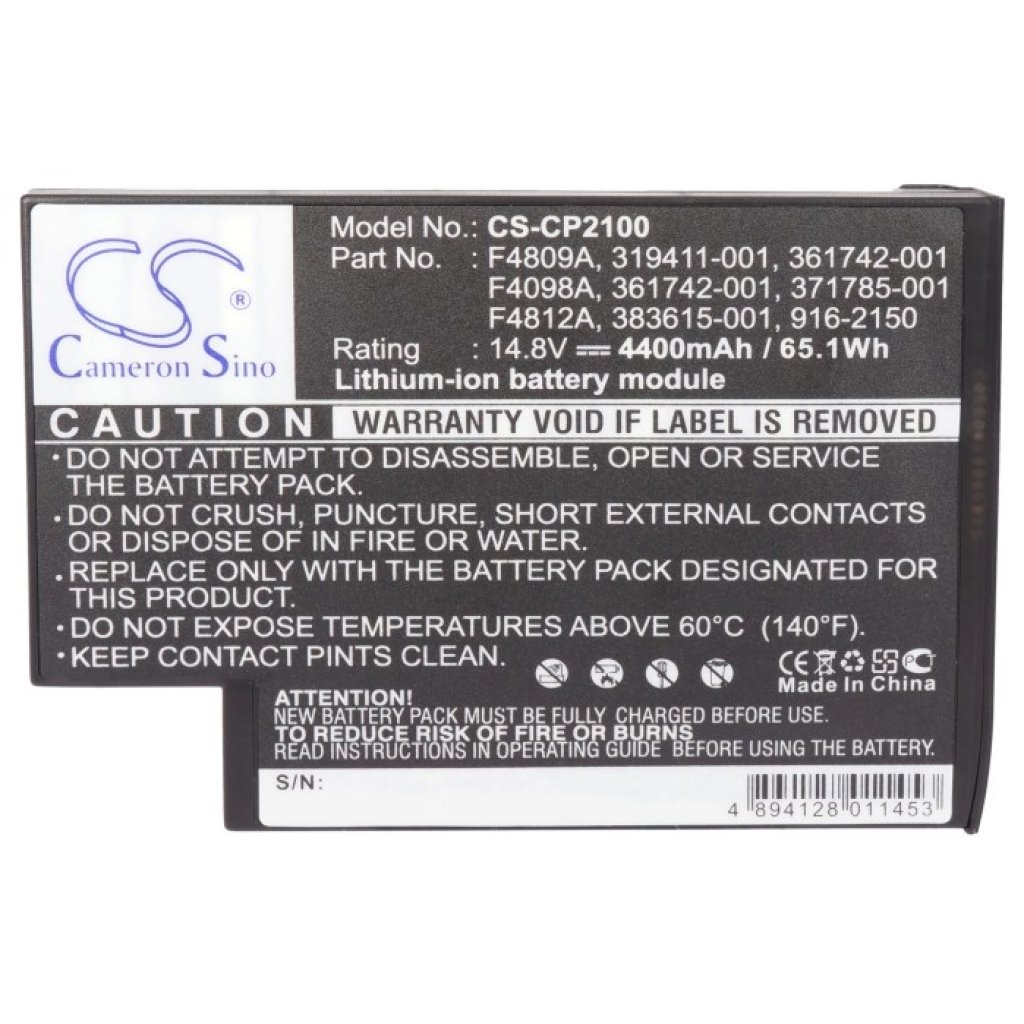 CS ®
Cameron Sino
Model No.: CS-CP2100
Part No. : F4809A, 319411-001, 361742-001
F4098A, 361742-001, 371785-001
F4812A, 383615-001, 916-2150
Rating : 14.8V ⎓ 4400mAh / 65.1Wh
Lithium-ion battery module
CAUTION WARRANTY VOID IF LABEL IS REMOVED
•DO NOT ATTEMPT TO DISASSEMBLE, OPEN OR SERVICE
THE BATTERY PACK.
•DO NOT CRUSH, PUNCTURE, SHORT EXTERNAL CONTACTS
OR DISPOSE OF IN FIRE OR WATER.
•REPLACE ONLY WITH THE BATTERY PACK DESIGNATED FOR
THIS PRODUCT.
•DO NOT EXPOSE TEMPERATURES ABOVE 60°C (140°F).
•KEEP CONTACT PINTS CLEAN.
CE
Made In China
ATTENTION!
NEW BATTERY PACK MUST BE FULLY CHARGED BEFORE USE.
TO REDUCE RISK OF FIRE OR BURNS
READ INSTRUCTIONS IN OPERATING GUIDE BEFORE USING THE BATTERY.
S/N:
4 894128 011453